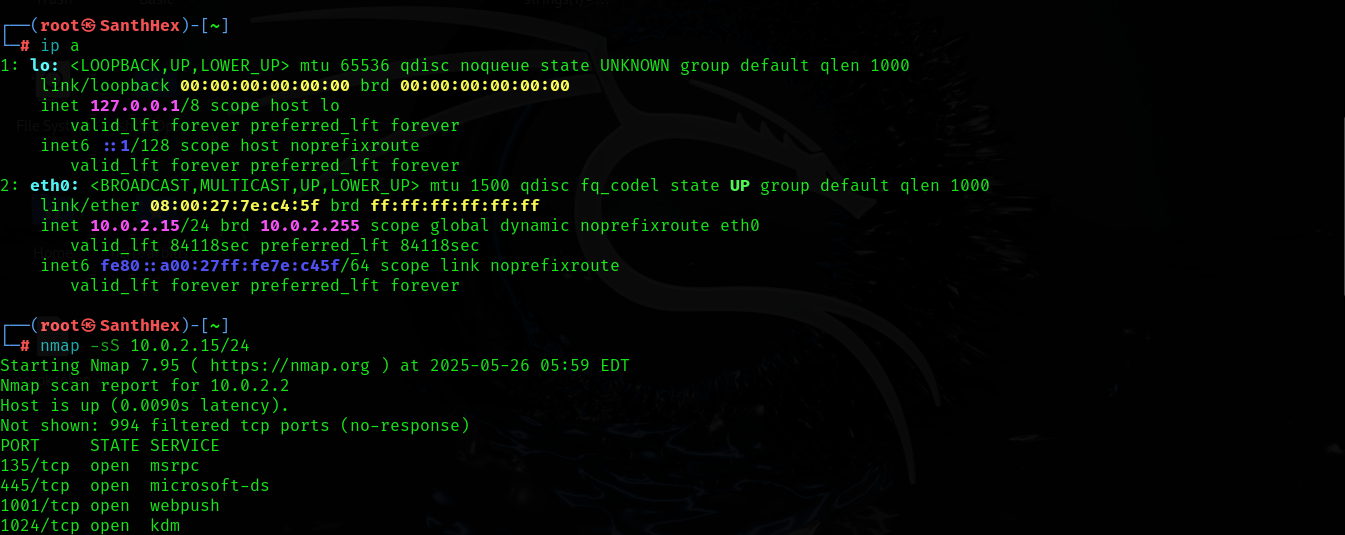 ┌──(root㉿SanthHex)-[~]
└─# ip a
1: lo: <LOOPBACK,UP,LOWER_UP> mtu 65536 qdisc noqueue state UNKNOWN group default qlen 1000
    link/loopback 00:00:00:00:00:00 brd 00:00:00:00:00:00
    inet 127.0.0.1/8 scope host lo
       valid_lft forever preferred_lft forever
    inet6 ::1/128 scope host noprefixroute
       valid_lft forever preferred_lft forever
2: eth0: <BROADCAST,MULTICAST,UP,LOWER_UP> mtu 1500 qdisc fq_codel state UP group default qlen 1000
    link/ether 08:00:27:7e:c4:5f brd ff:ff:ff:ff:ff:ff
    inet 10.0.2.15/24 brd 10.0.2.255 scope global dynamic noprefixroute eth0
       valid_lft 84118sec preferred_lft 84118sec
    inet6 fe80::a00:27ff:fe7e:c45f/64 scope link noprefixroute
       valid_lft forever preferred_lft forever
┌──(root㉿SanthHex)-[~]
└─# nmap -sS 10.0.2.15/24
Starting Nmap 7.95 ( https://nmap.org ) at 2025-05-26 05:59 EDT
Nmap scan report for 10.0.2.2
Host is up (0.0090s latency).
Not shown: 994 filtered tcp ports (no-response)
PORT     STATE SERVICE
135/tcp  open  msrpc
445/tcp  open  microsoft-ds
1001/tcp open  webpush
1024/tcp open  kdm